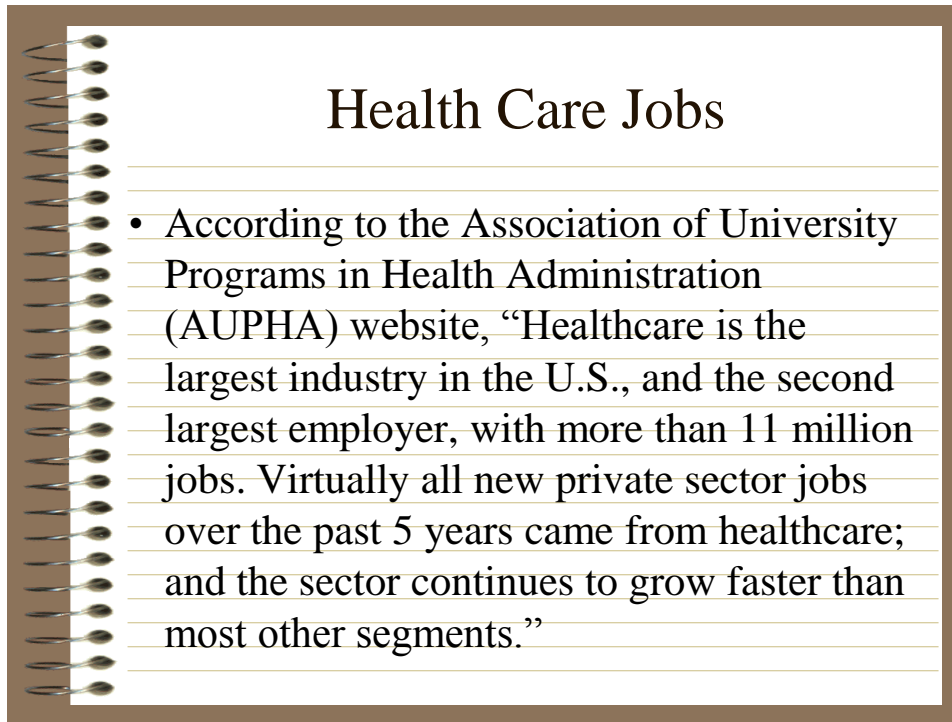 Health Care Jobs
• According to the Association of University
Programs in Health Administration
(AUPHA) website, “Healthcare is the
largest industry in the U.S., and the second
largest employer, with more than 11 million
jobs. Virtually all new private sector jobs
over the past 5 years came from healthcare;
and the sector continues to grow faster than
most other segments.”